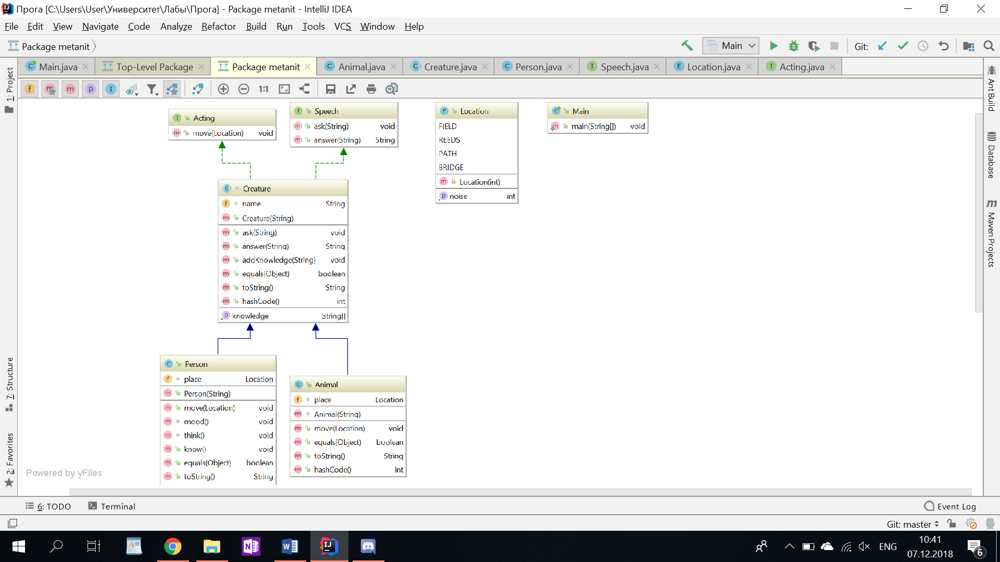 Прога [C:\Users\User\Университет\Лабы\Прога] - Package metanit - IntelliJ IDEA
File Edit View Navigate Code Analyze Refactor Build Run Tools VCS Window Help
Package metanit Main Git:
Main.java Top-Level Package Package metanit Animal.java Creature.java Person.java Speech.java Location.java Acting.java
1: Project
7: Structure
2: Favorites
Ant Build
Database
Maven Projects
1:1
Acting
move(Location) void
Speech
ask(String) void
answer(String) String
Location
FIELD
REEDS
PATH
BRIDGE
Location(int)
noise int
Main
main(String[]) void
Creature
name String
Creature(String)
ask(String) void
answer(String) String
addKnowledge(String) void
equals(Object) boolean
toString() String
hashCode() int
knowledge String[]
Person
place Location
Person(String)
move(Location) void
mood() void
think() void
know() void
equals(Object) boolean
toString() String
Animal
place Location
Animal(String)
move(Location) void
equals(Object) boolean
toString() String
hashCode() int
Powered by yFiles
6: TODO Terminal Event Log
Git: master
ENG
10:41
07.12.2018
6